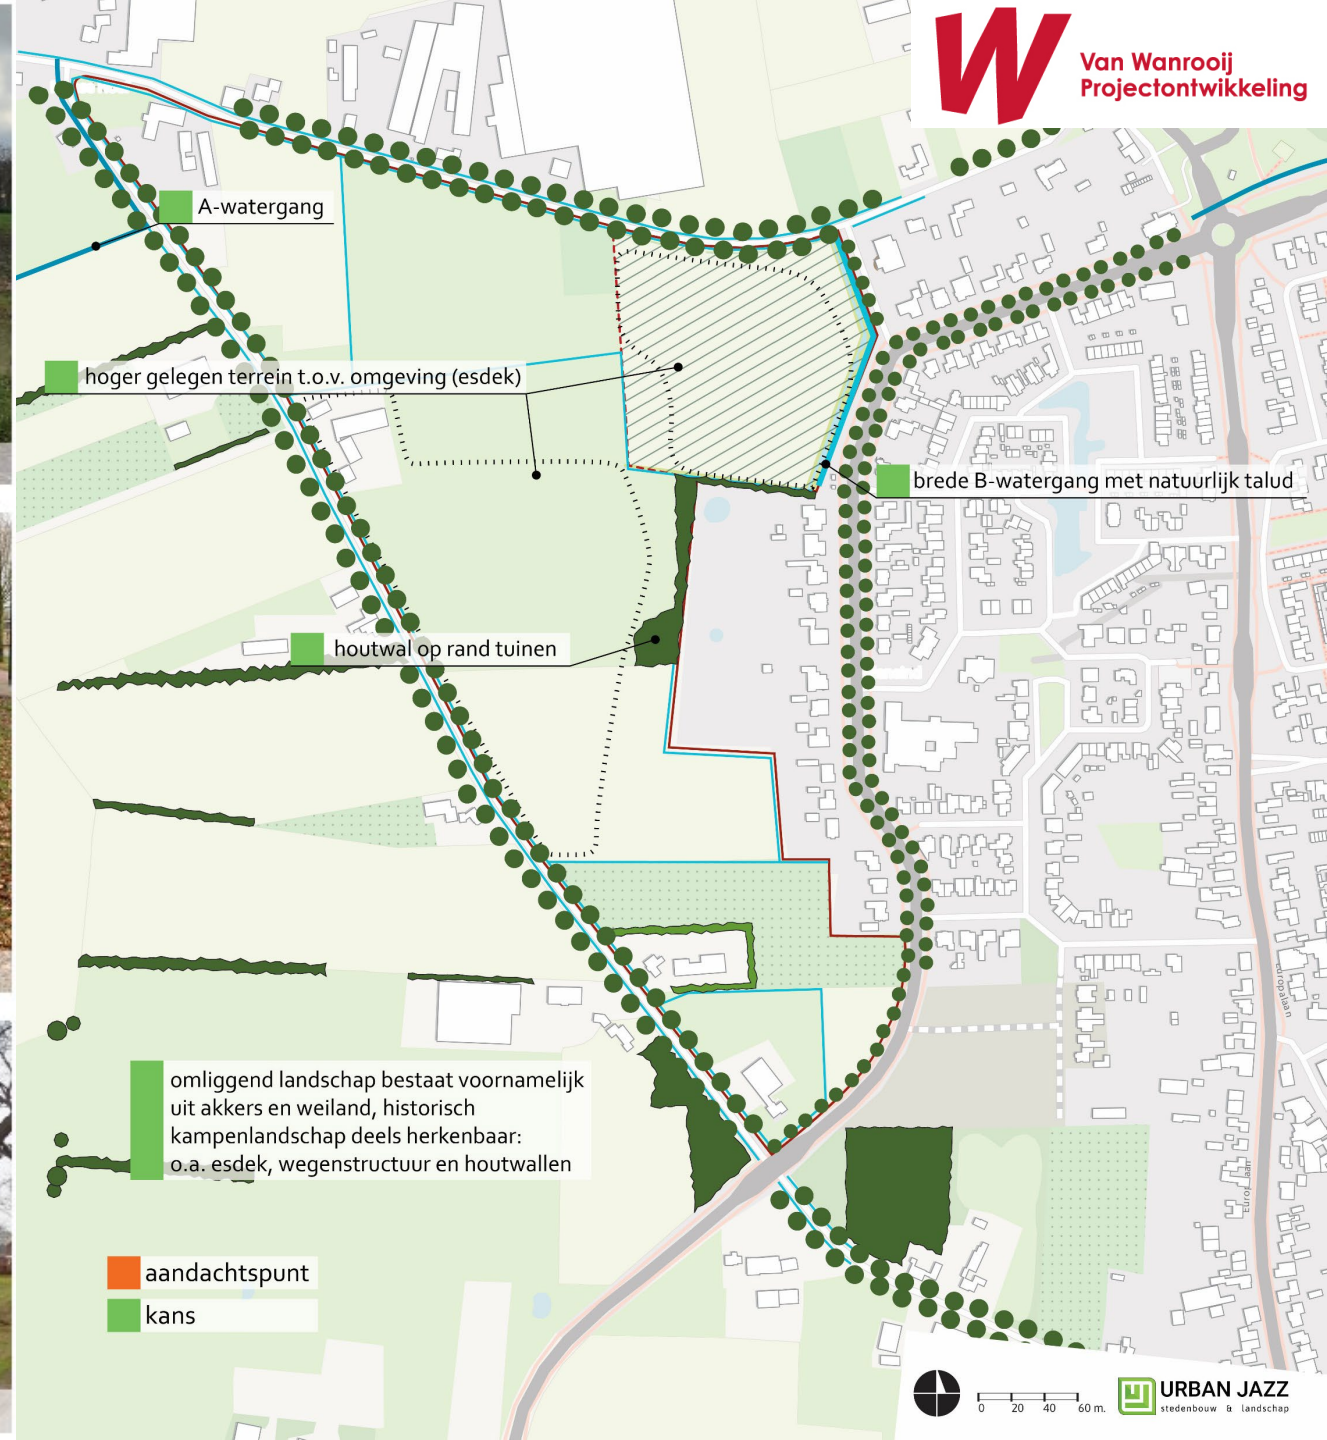 Van Wanrooij
Projectontwikkeling
A-watergang
hoger gelegen terrein t.o.v. omgeving (esdek)
brede B-watergang met natuurlijk talud
houtwal op rand tuinen
Europalaan
omliggend landschap bestaat voornamelijk
uit akkers en weiland, historisch
kampenlandschap deels herkenbaar:
o.a. esdek, wegenstructuur en houtwallen
Europalaan
aandachtspunt
kans
0 20 40 60 m.
URBAN JAZZ
stedenbouw & landschap